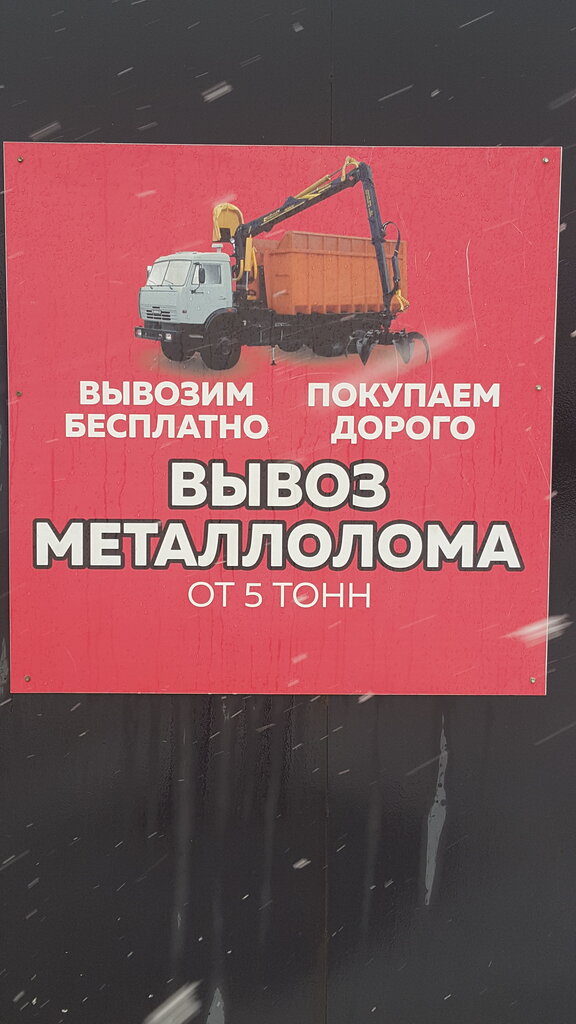 ВЫВОЗИМ ПОКУПАЕМ
БЕСПЛАТНО ДОРОГО
ВЫВОЗ
МЕТАЛЛОЛОМА
ОТ 5 ТОНН